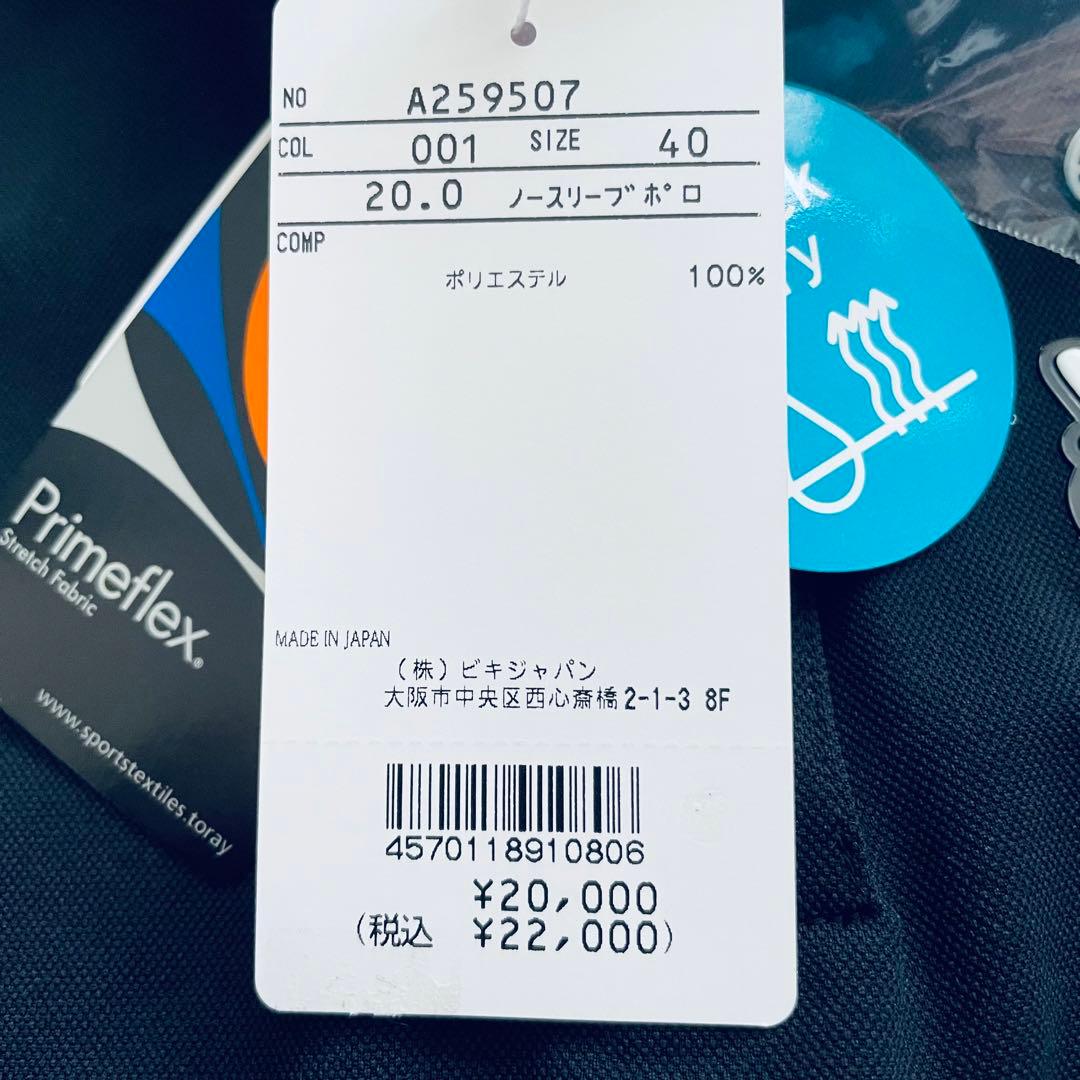 NO A259507
COL 001 SIZE 40
20.0 ノースリーブポロ
COMP
ポリエステル 100%
MADE IN JAPAN
(株)ビキジャパン
大阪市中央区西心斎橋2-1-3 8F
4570118910806
¥20,000
(税込 ¥22,000)
Primeflex®
Stretch Fabric
www.sportstextiles.toray